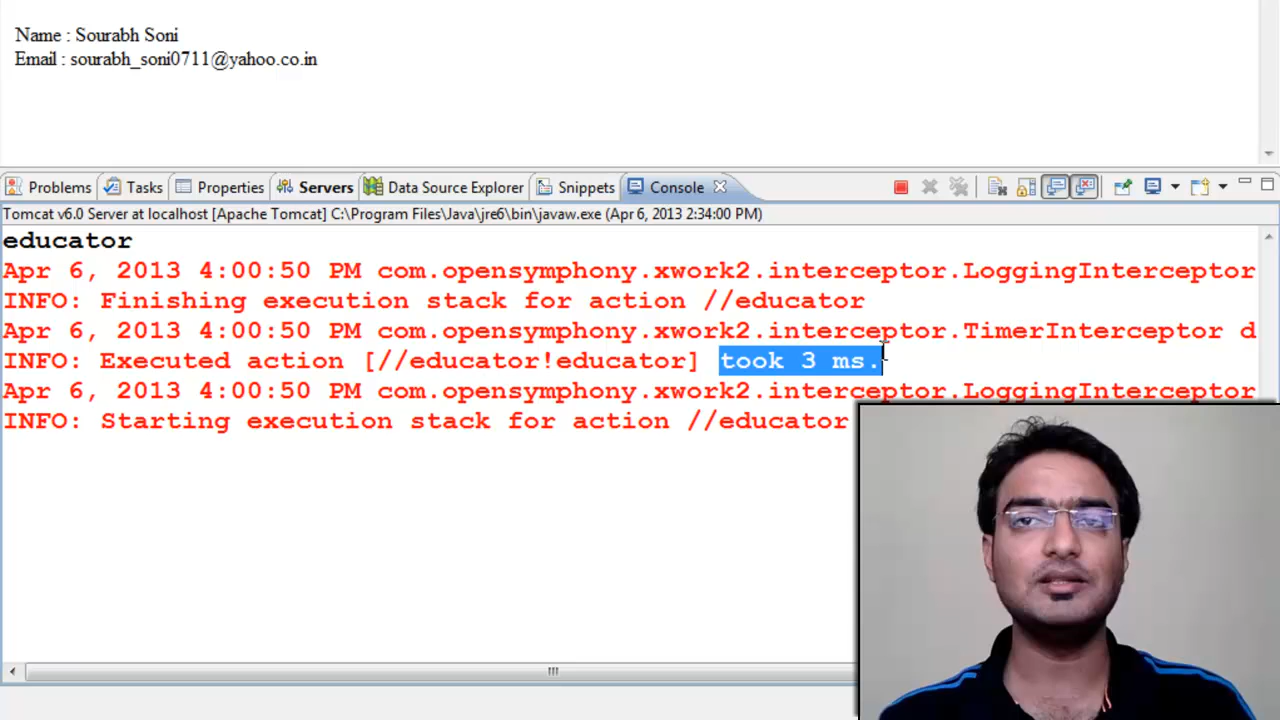 Name : Sourabh Soni
Email : sourabh_soni0711@yahoo.co.in
Problems Tasks Properties Servers Data Source Explorer Snippets Console
Tomcat v6.0 Server at localhost [Apache Tomcat] C:\Program Files\Java\jre6\bin\javaw.exe (Apr 6, 2013 2:34:00 PM)
educator
Apr 6, 2013 4:00:50 PM com.opensymphony.xwork2.interceptor.LoggingInterceptor
INFO: Finishing execution stack for action //educator
Apr 6, 2013 4:00:50 PM com.opensymphony.xwork2.interceptor.TimerInterceptor d
INFO: Executed action [//educator!educator] took 3 ms.
Apr 6, 2013 4:00:50 PM com.opensymphony.xwork2.interceptor.LoggingInterceptor
INFO: Starting execution stack for action //educator